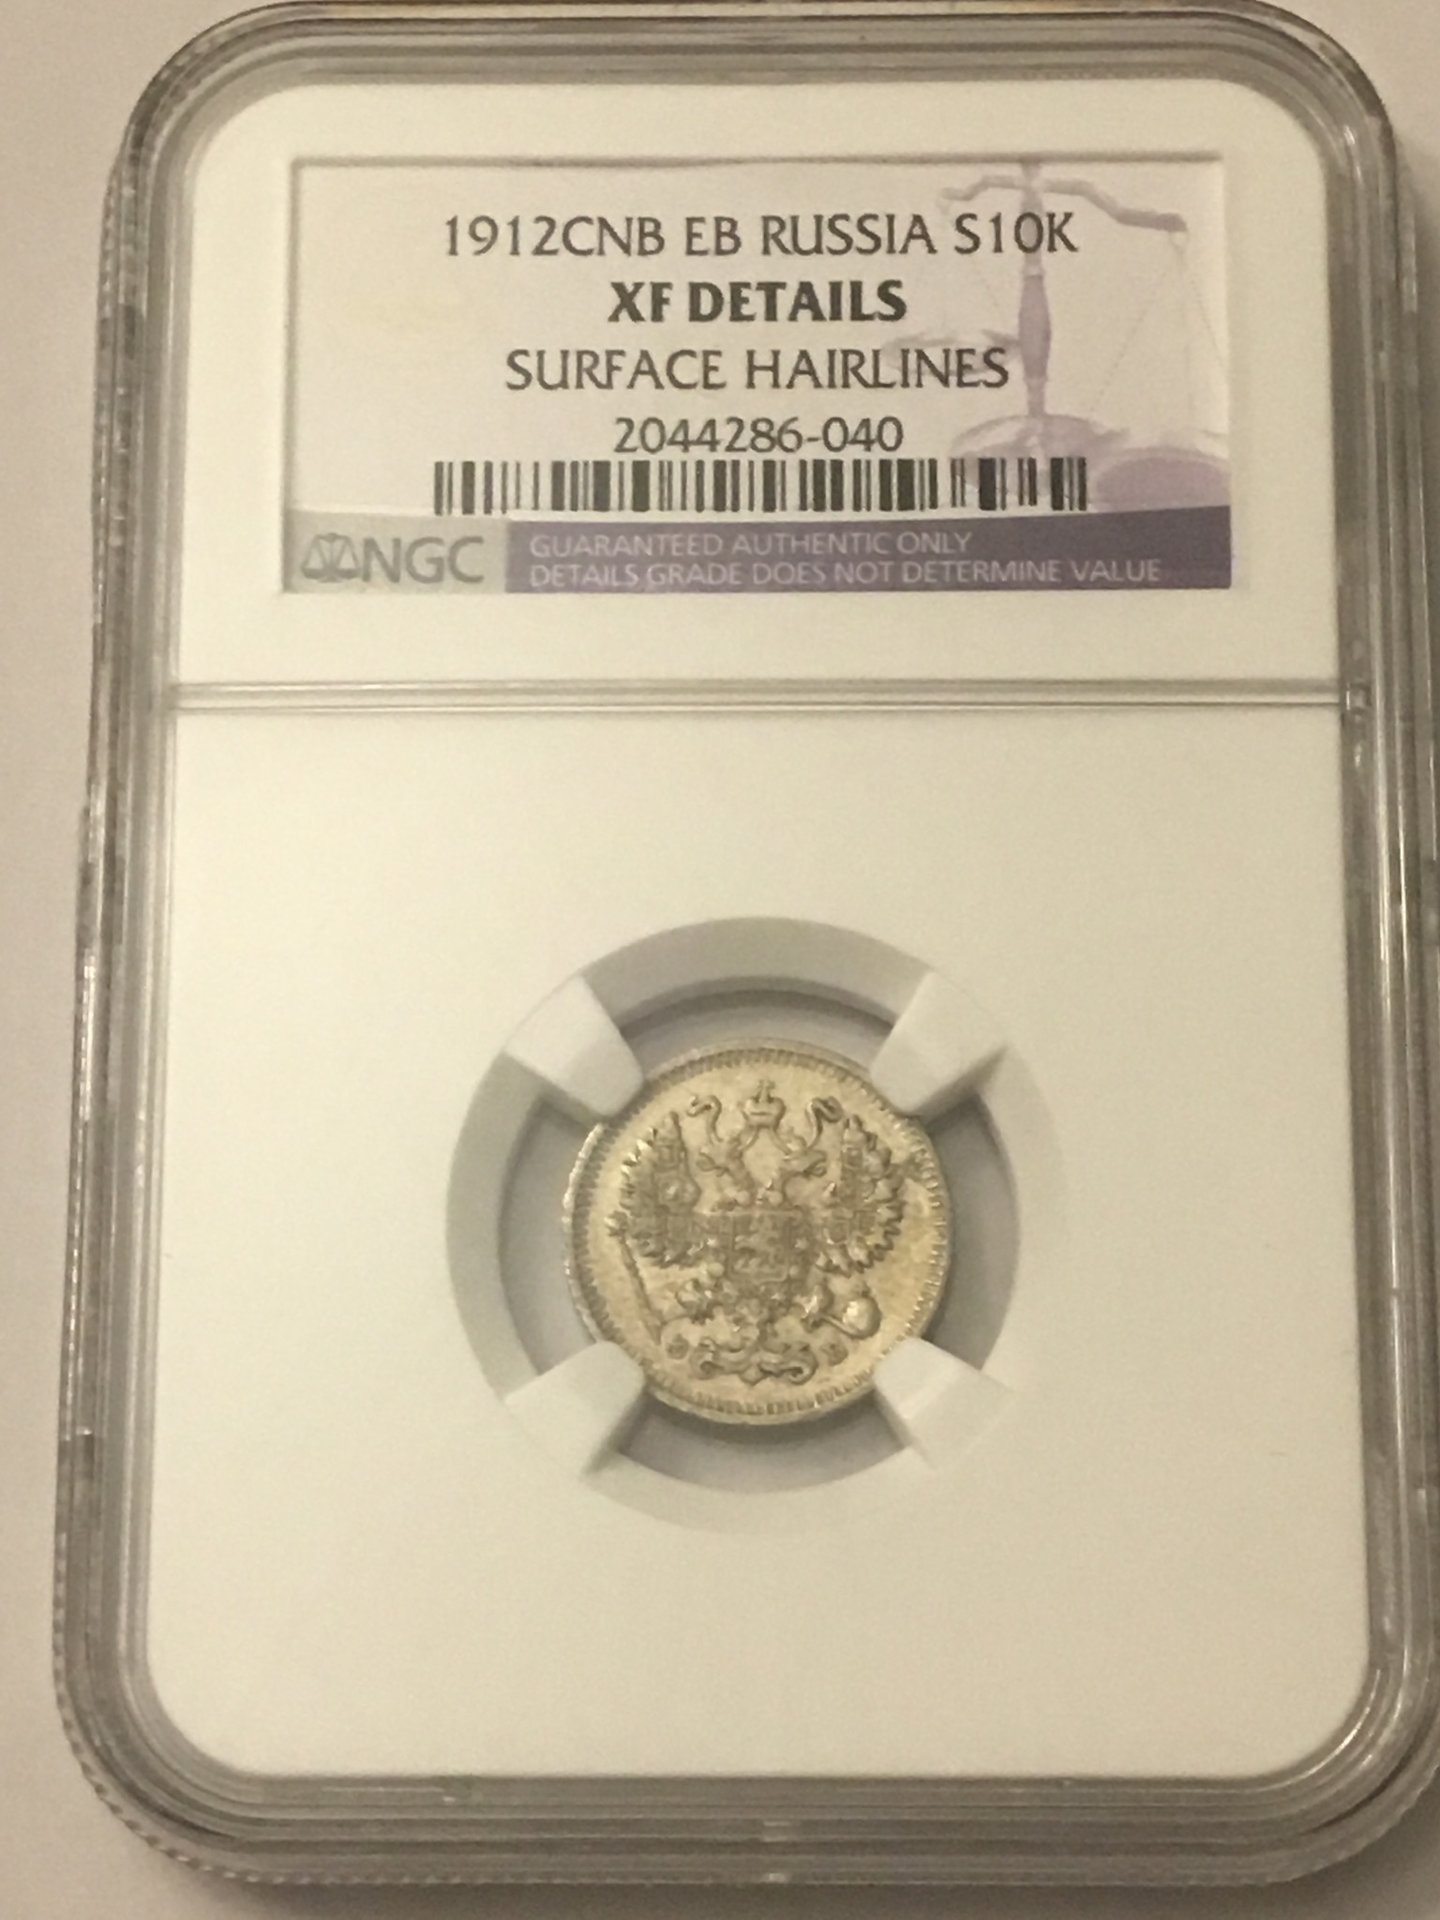 1912CNB EB RUSSIA S10K
XF DETAILS
SURFACE HAIRLINES
2044286-040
NGC
GUARANTEED AUTHENTIC ONLY
DETAILS GRADE DOES NOT DETERMINE VALUE